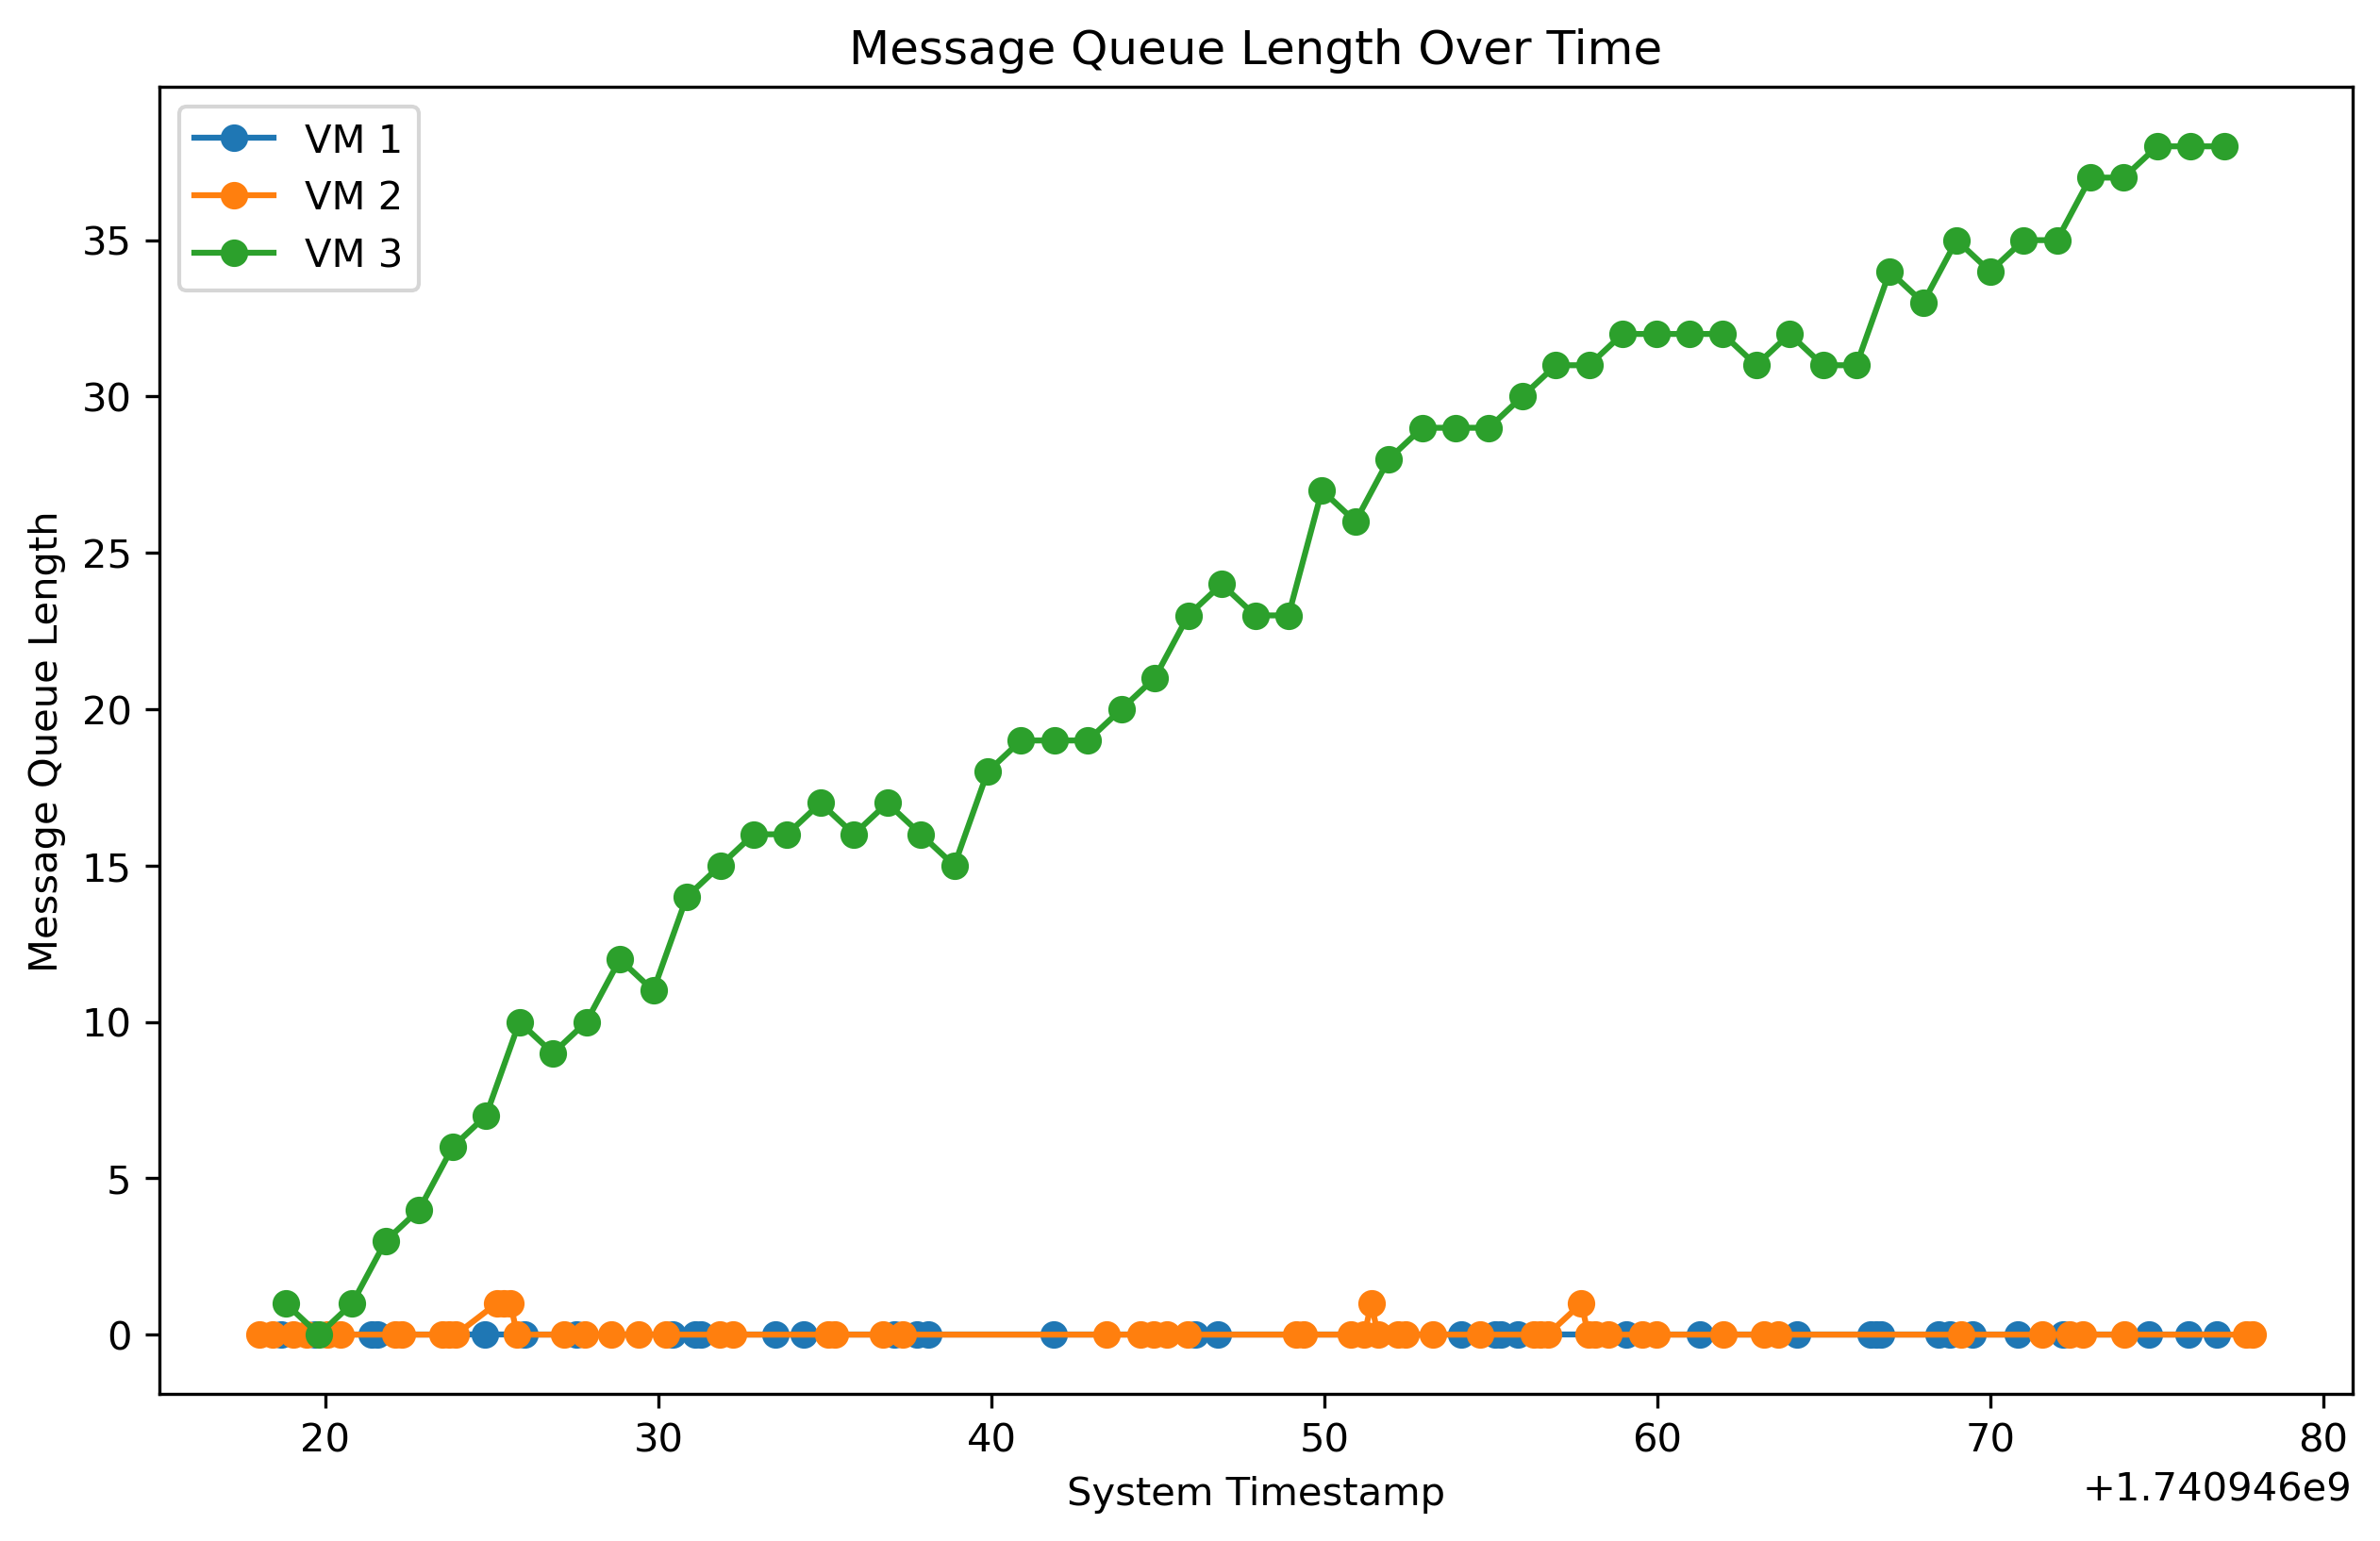 Message Queue Length Over Time
VM 1
VM 2
VM 3
Message Queue Length
35
30
25
20
15
10
5
0
20 30 40 50 60 70 80
System Timestamp
+1.740946e9